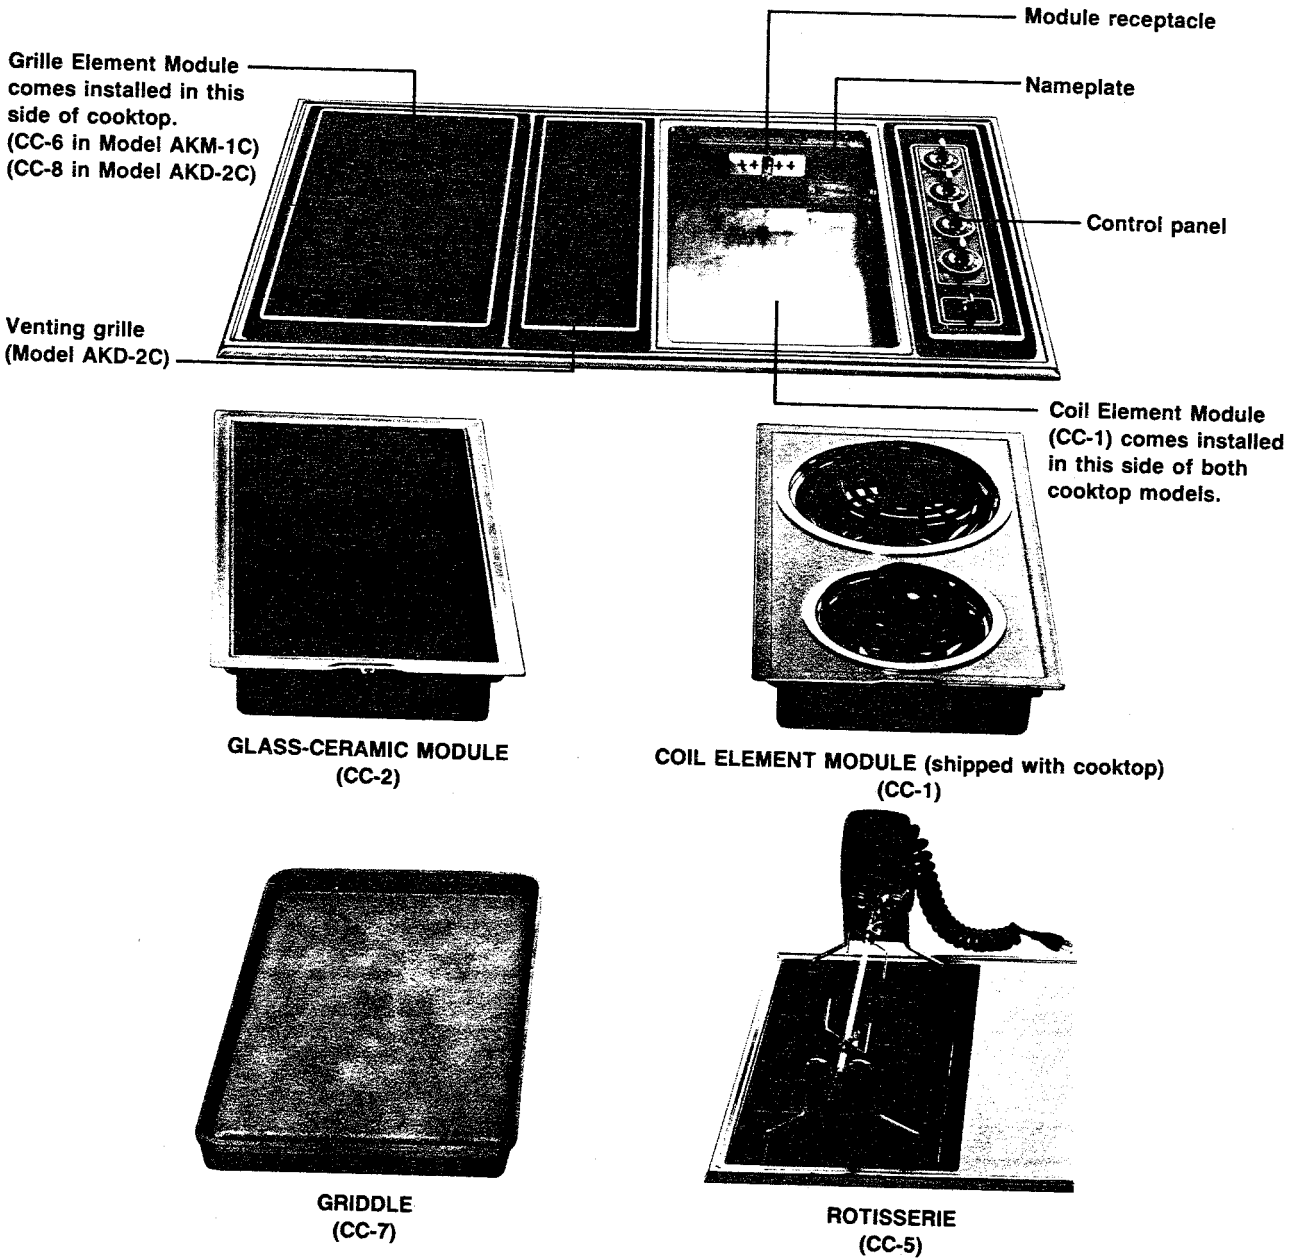 Module receptacle
Grille Element Module
comes installed in this
side of cooktop.
(CC-6 in Model AKM-1C)
(CC-8 in Model AKD-2C)
Nameplate
Control panel
Venting grille
(Model AKD-2C)
Coil Element Module
(CC-1) comes installed
in this side of both
cooktop models.
GLASS-CERAMIC MODULE
(CC-2)
COIL ELEMENT MODULE (shipped with cooktop)
(CC-1)
GRIDDLE
(CC-7)
ROTISSERIE
(CC-5)